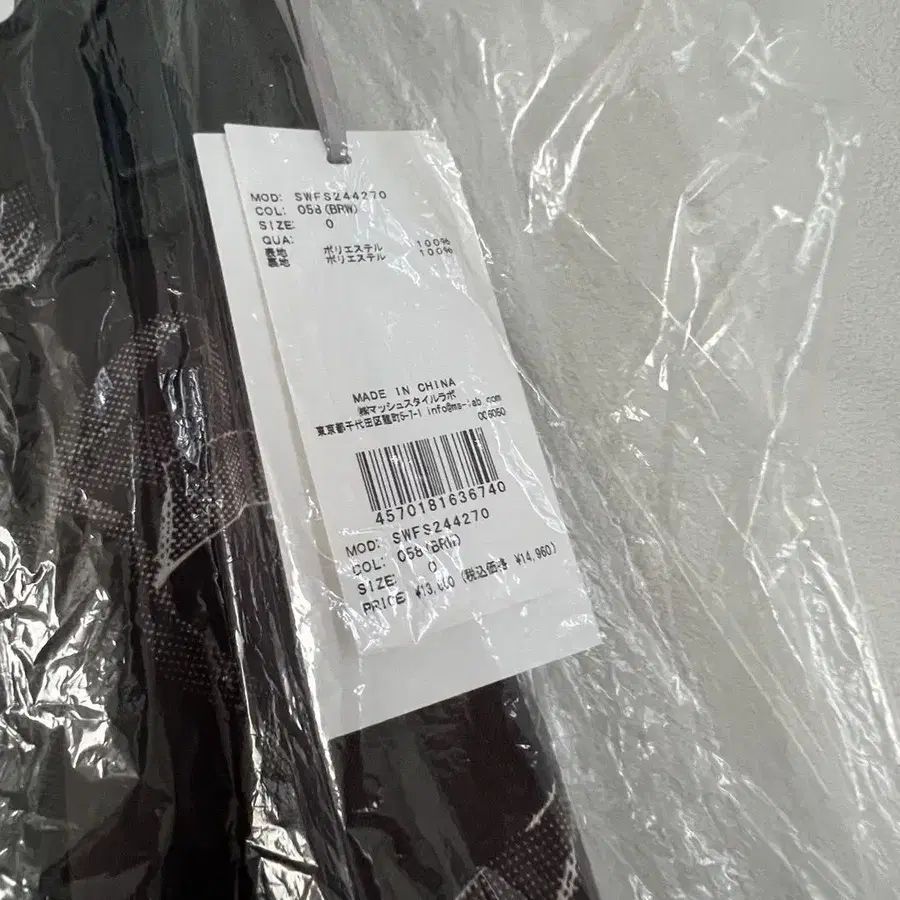 MOD: SWFS244270
COL: 058(BRW)
SIZE: 0
QUA:
表地 ポリエステル 100%
裏地 ポリエステル 100%
MADE IN CHINA
㈱マッシュスタイルラボ
東京都千代田区麹町5-7-1 info@ms-lab.com
006050
4570181636740
MOD: SWFS244270
COL: 058(BRW)
SIZE: 0
PRICE: ¥13,600 (税込価格 ¥14,960)